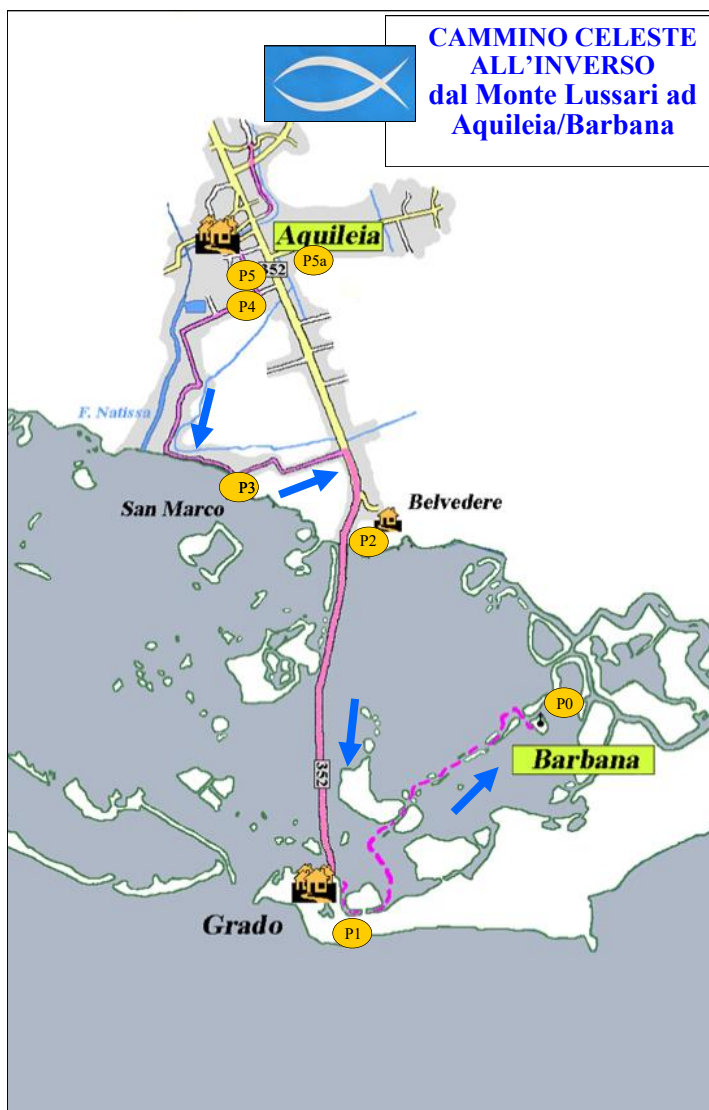 CAMMINO CELESTE
ALL’INVERSO
dal Monte Lussari ad
Aquileia/Barbana
Aquileia
P5a
P5
352
P4
F. Natissa
P3
San Marco
Belvedere
P2
P0
Barbana
352
Grado
P1